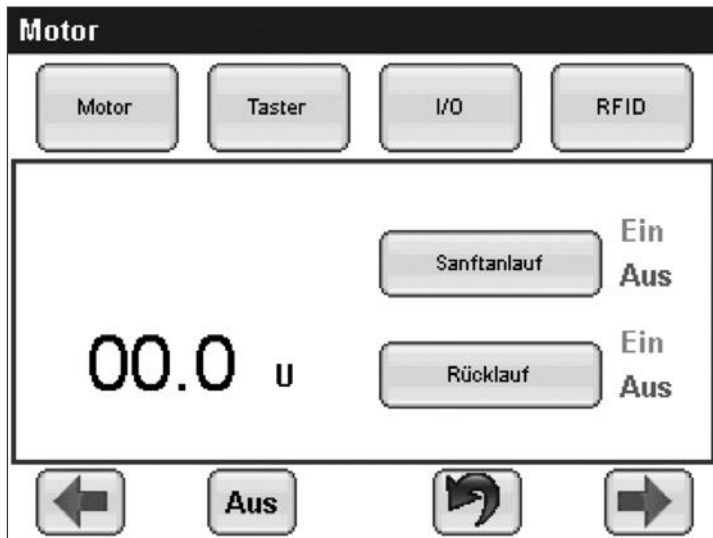 Motor
Motor Taster I/O RFID
Ein
Sanftanlauf
Aus
00.0 U
Ein
Rücklauf
Aus
Aus